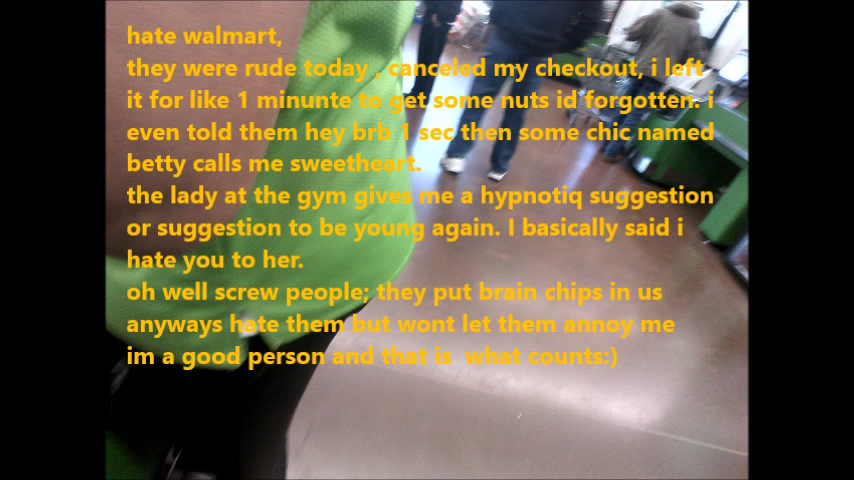 hate walmart,
they were rude today , canceled my checkout, i left
it for like 1 minunte to get some nuts id forgotten. i
even told them hey brb 1 sec then some chic named
betty calls me sweetheart.
the lady at the gym gives me a hypnotiq suggestion
or suggestion to be young again. I basically said i
hate you to her.
oh well screw people; they put brain chips in us
anyways hate them but wont let them annoy me
im a good person and that is  what counts:)